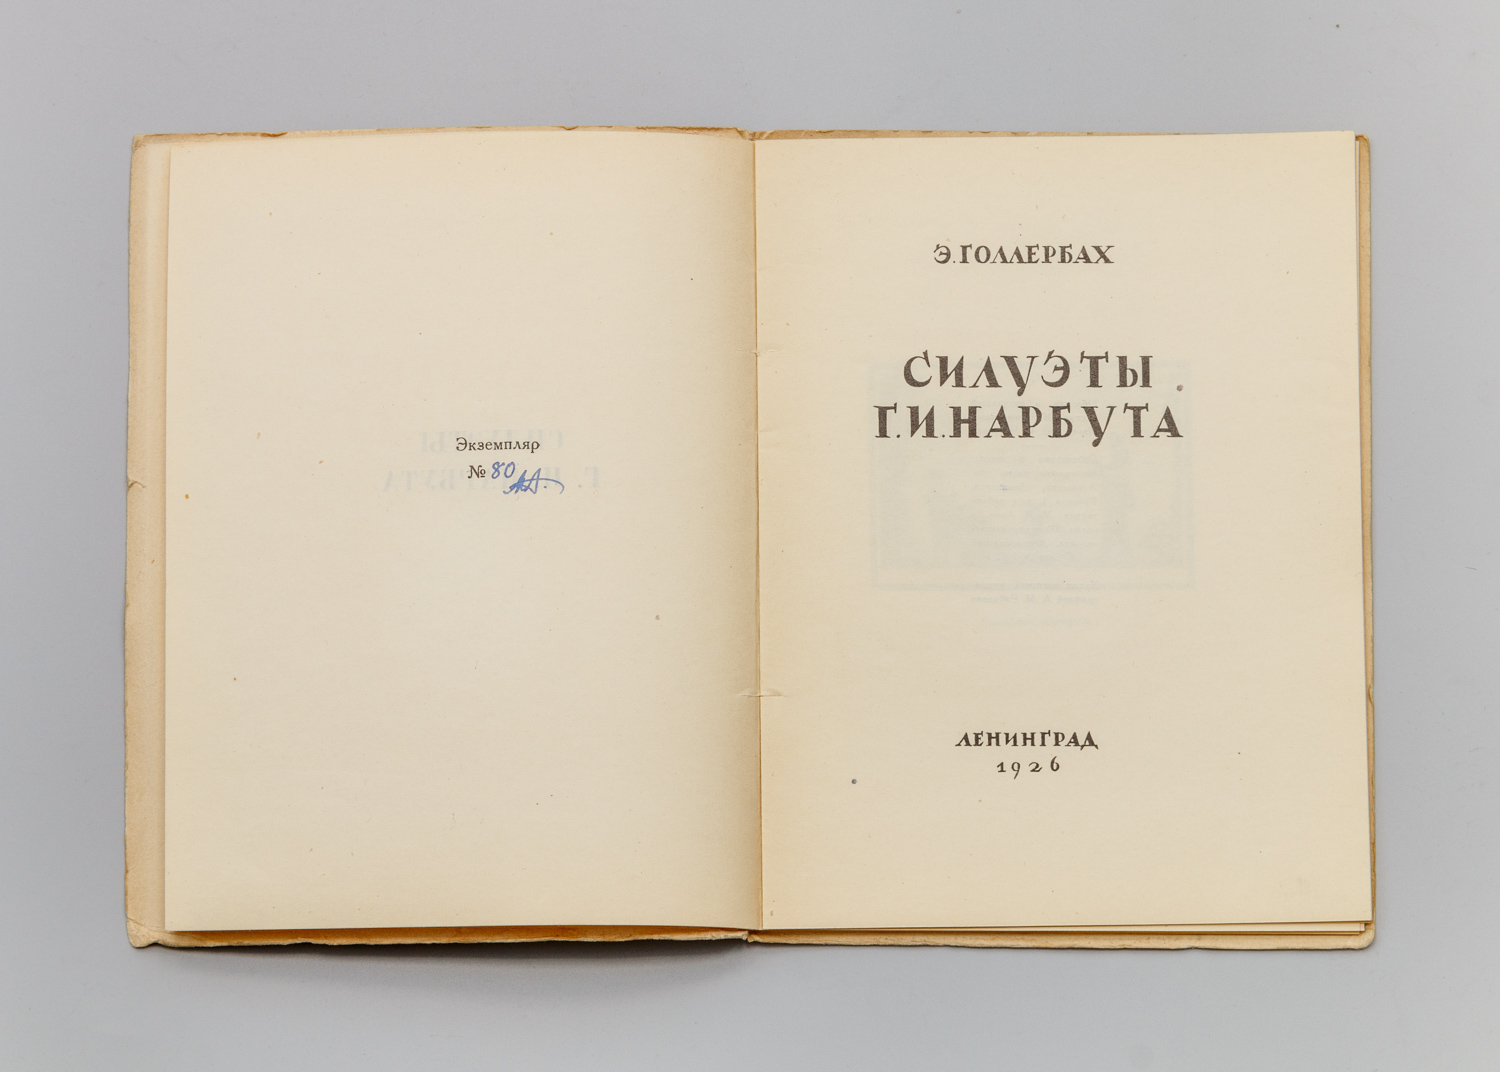 Экземпляр
№ 80
Э. ГОЛЛЕРБАХ
СИЛУЭТЫ
Г. И. НАРБУТА
ЛЕНИНГРАД
1926